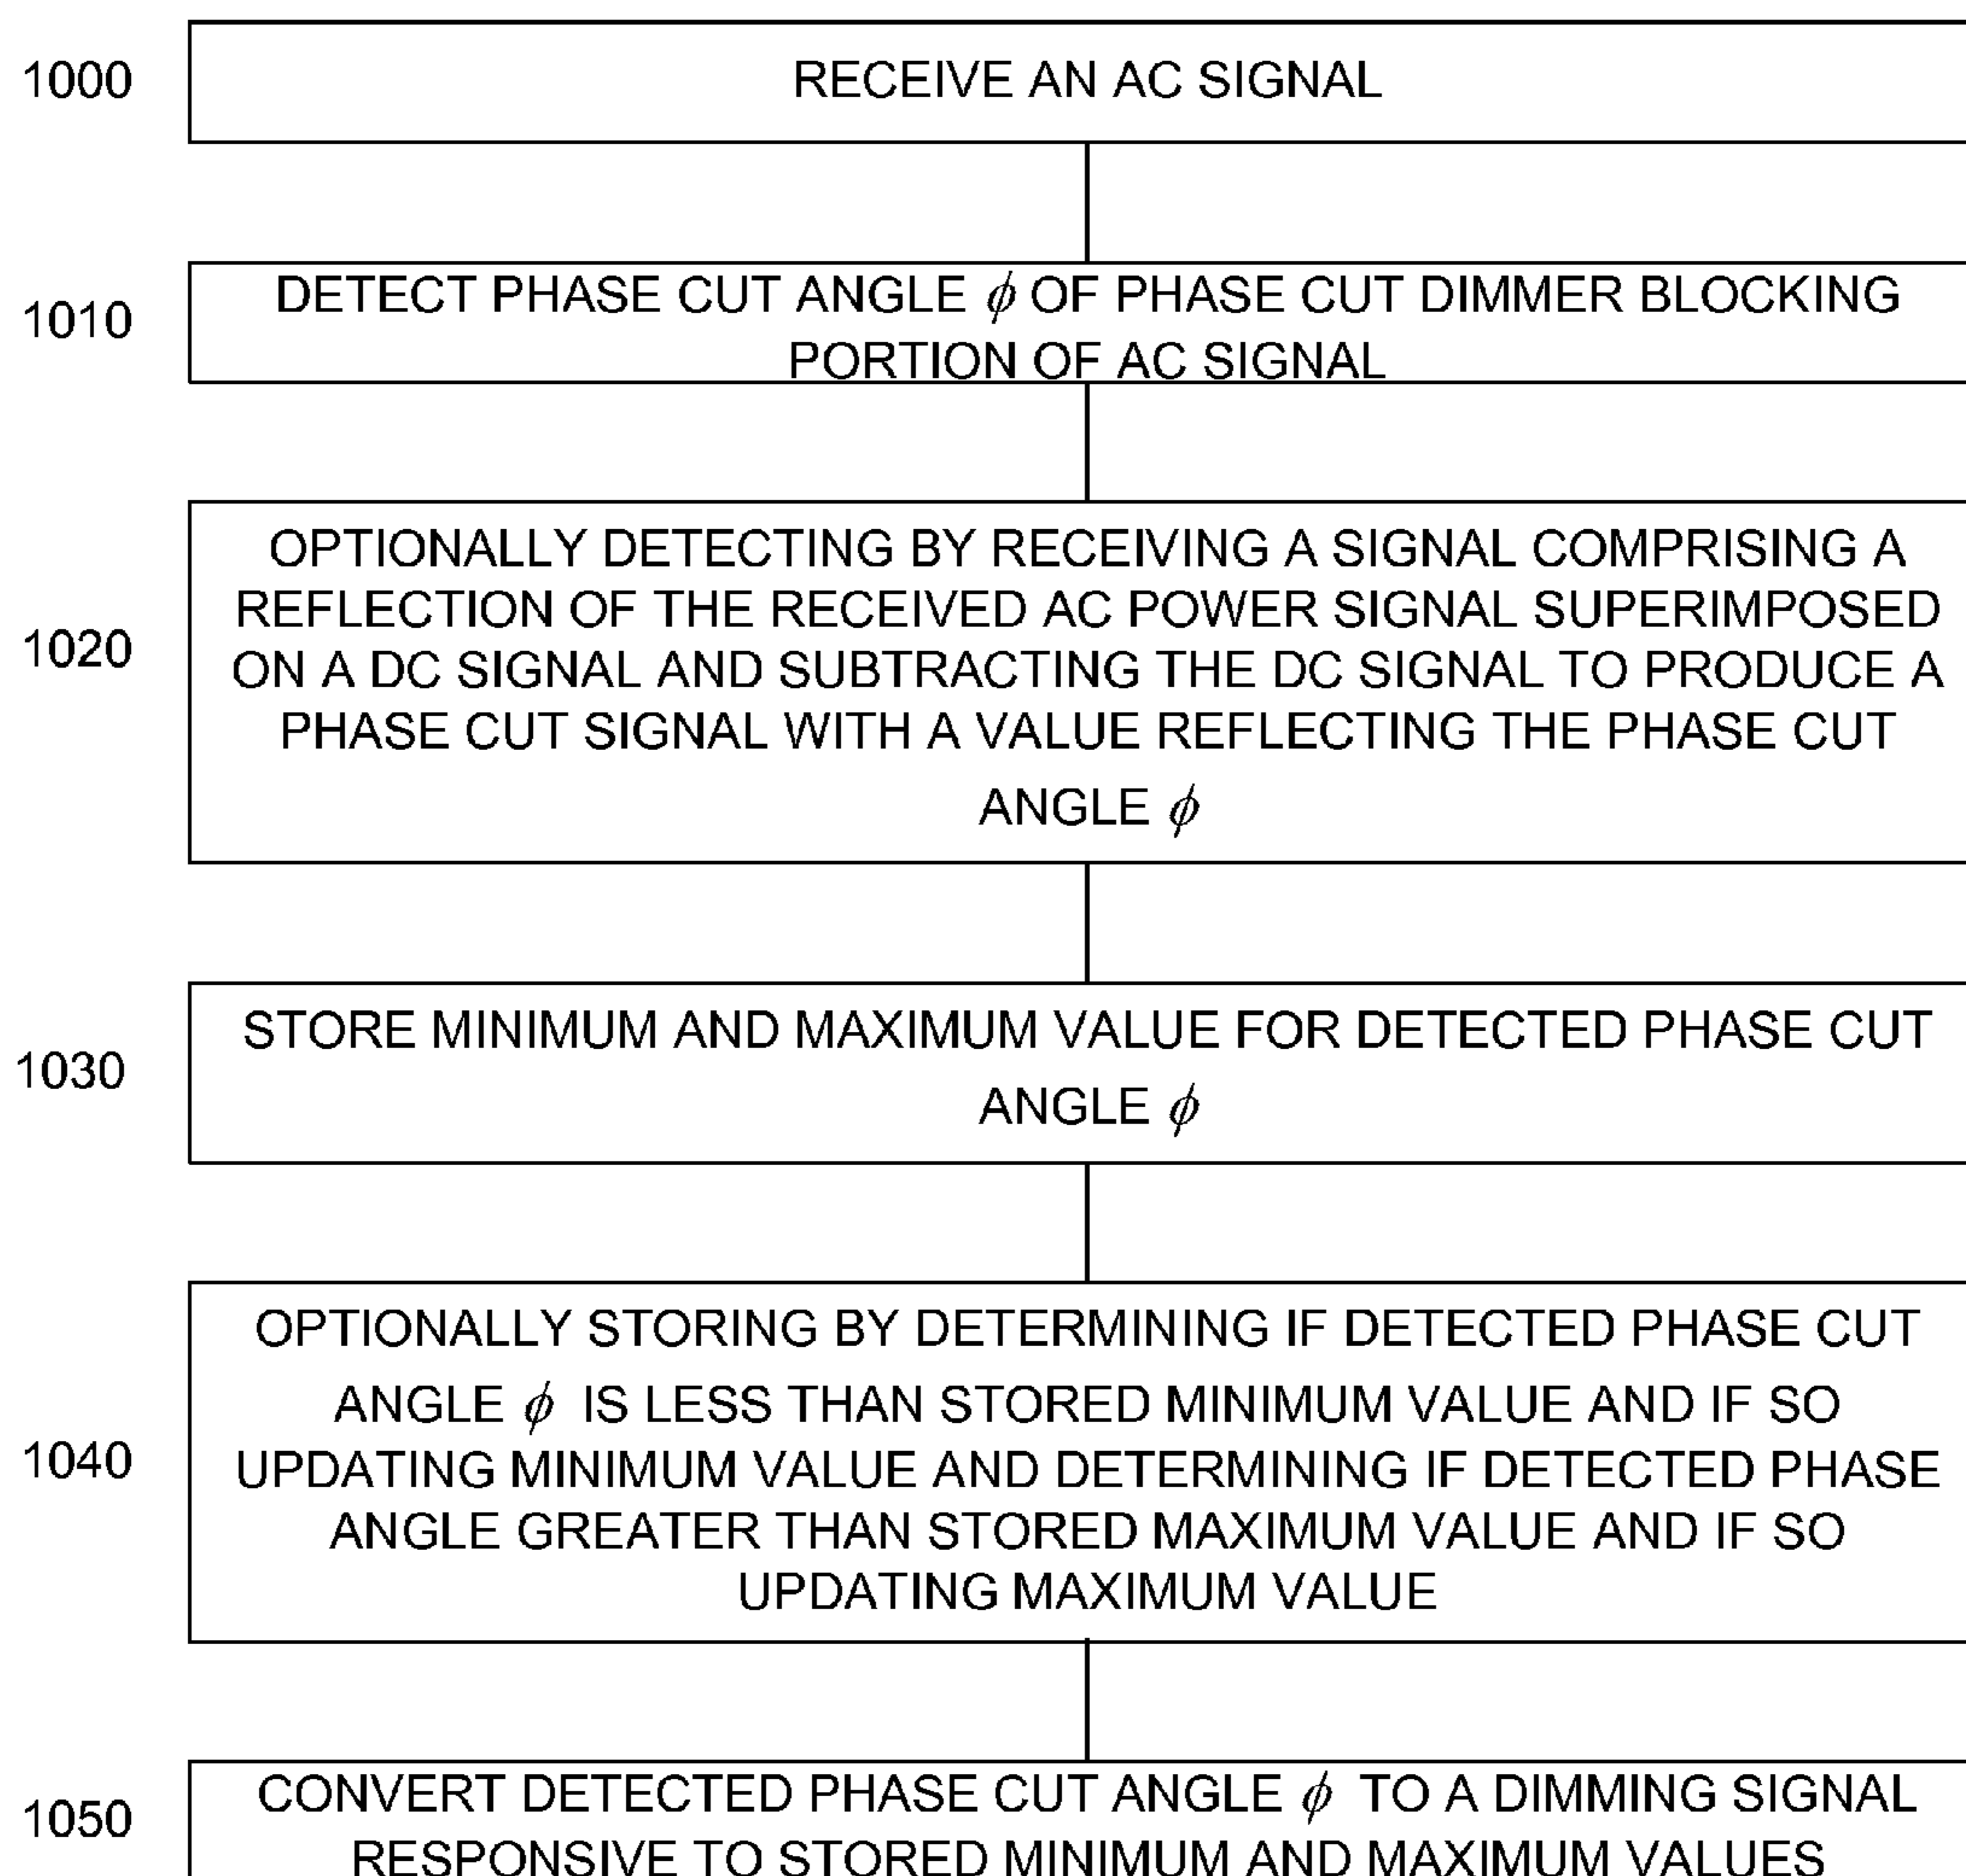 1000
RECEIVE AN AC SIGNAL
1010
DETECT PHASE CUT ANGLE ϕ OF PHASE CUT DIMMER BLOCKING
PORTION OF AC SIGNAL
1020
OPTIONALLY DETECTING BY RECEIVING A SIGNAL COMPRISING A
REFLECTION OF THE RECEIVED AC POWER SIGNAL SUPERIMPOSED
ON A DC SIGNAL AND SUBTRACTING THE DC SIGNAL TO PRODUCE A
PHASE CUT SIGNAL WITH A VALUE REFLECTING THE PHASE CUT
ANGLE ϕ
1030
STORE MINIMUM AND MAXIMUM VALUE FOR DETECTED PHASE CUT
ANGLE ϕ
1040
OPTIONALLY STORING BY DETERMINING IF DETECTED PHASE CUT
ANGLE ϕ IS LESS THAN STORED MINIMUM VALUE AND IF SO
UPDATING MINIMUM VALUE AND DETERMINING IF DETECTED PHASE
ANGLE GREATER THAN STORED MAXIMUM VALUE AND IF SO
UPDATING MAXIMUM VALUE
1050
CONVERT DETECTED PHASE CUT ANGLE ϕ TO A DIMMING SIGNAL
RESPONSIVE TO STORED MINIMUM AND MAXIMUM VALUES